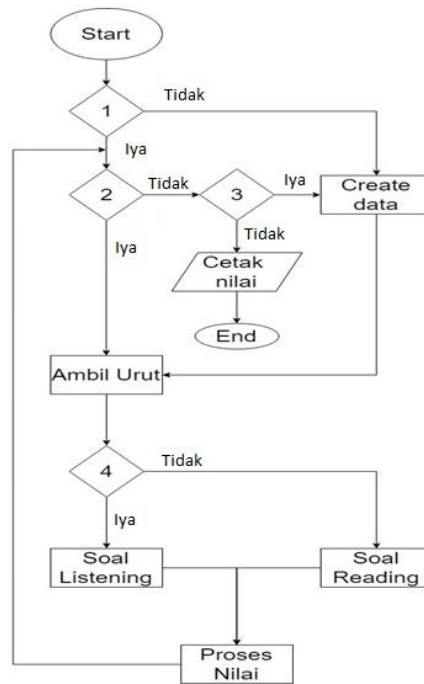 Start
Tidak
1
Iya
2
Tidak
3
Iya
Create
data
Iya
Tidak
Cetak
nilai
End
Ambil Urut
4
Tidak
Iya
Soal
Listening
Soal
Reading
Proses
Nilai